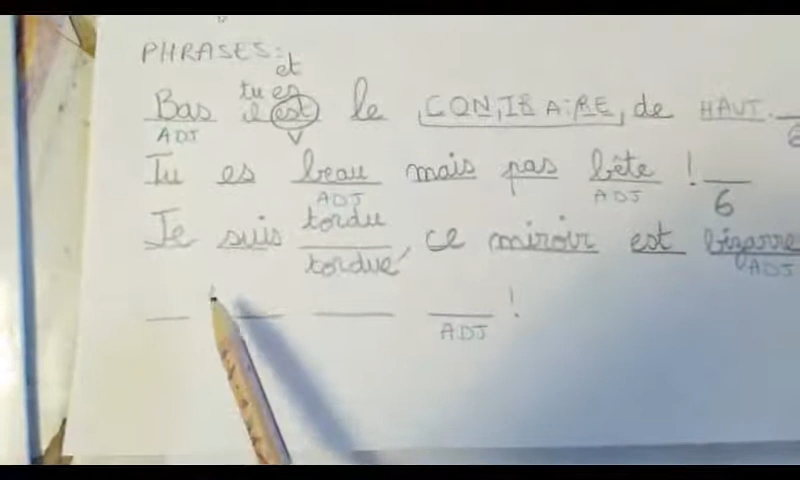 PHRASES:
et
tu es
Bas il est le CONTRAIRE de HAUT.
ADJ V
Tu es beau mais pas bête !
ADJ ADJ 6
Je suis tordu, ce miroir est bizarre
tordue ADJ
!
ADJ